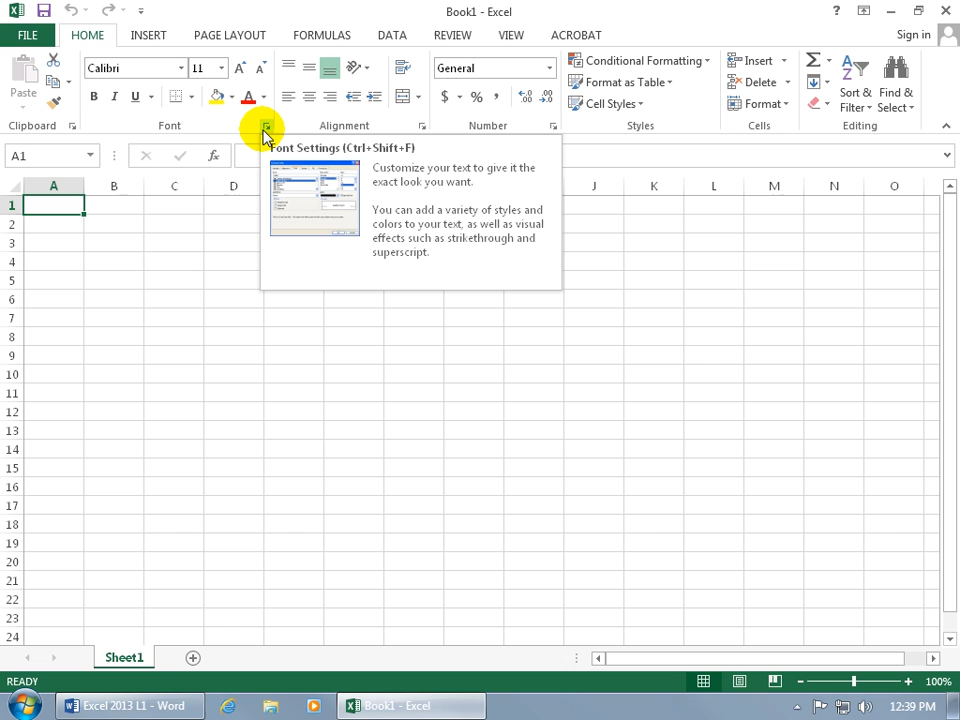 Book1 - Excel
?
FILE HOME INSERT PAGE LAYOUT FORMULAS DATA REVIEW VIEW ACROBAT Sign in
Paste
Calibri 11
B I U A
General
$ % ,
Conditional Formatting
Format as Table
Cell Styles
Insert
Delete
Format
Sort & Filter
Find & Select
Clipboard Font Alignment Number Styles Cells Editing
A1 fx
Font Settings (Ctrl+Shift+F)
Customize your text to give it the
exact look you want.
You can add a variety of styles and
colors to your text, as well as visual
effects such as strikethrough and
superscript.
A B C D J K L M N O
1
2
3
4
5
6
7
8
9
10
11
12
13
14
15
16
17
18
19
20
21
22
23
24
Sheet1
READY 100%
Excel 2013 L1 - Word Book1 - Excel 12:39 PM